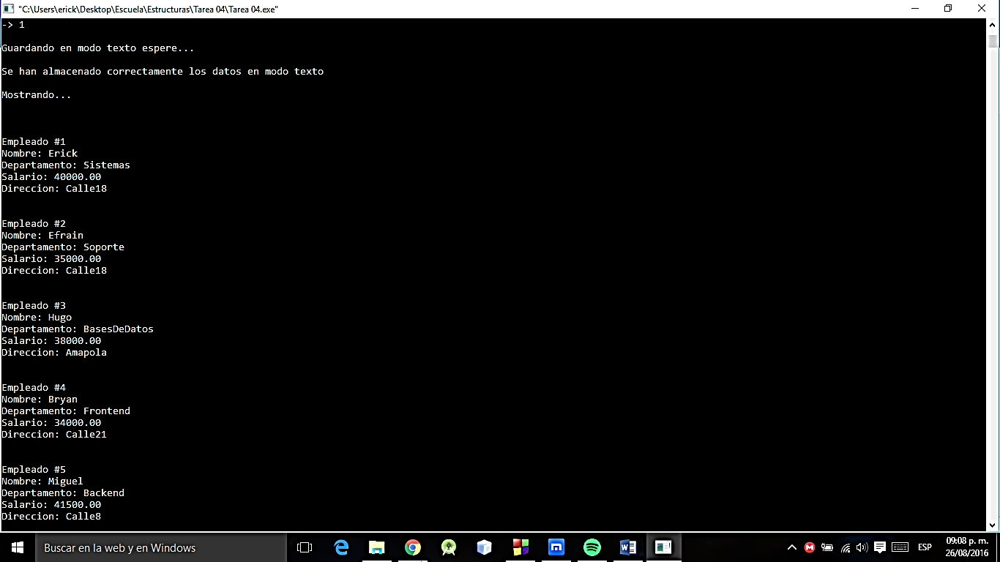 "C:\Users\erick\Desktop\Escuela\Estructuras\Tarea 04\Tarea 04.exe"
-> 1
Guardando en modo texto espere...
Se han almacenado correctamente los datos en modo texto
Mostrando...
Empleado #1
Nombre: Erick
Departamento: Sistemas
Salario: 40000.00
Direccion: Calle18
Empleado #2
Nombre: Efrain
Departamento: Soporte
Salario: 35000.00
Direccion: Calle18
Empleado #3
Nombre: Hugo
Departamento: BasesDeDatos
Salario: 38000.00
Direccion: Amapola
Empleado #4
Nombre: Bryan
Departamento: Frontend
Salario: 34000.00
Direccion: Calle21
Empleado #5
Nombre: Miguel
Departamento: Backend
Salario: 41500.00
Direccion: Calle8
Buscar en la web y en Windows
ESP
09:08 p. m.
26/08/2016